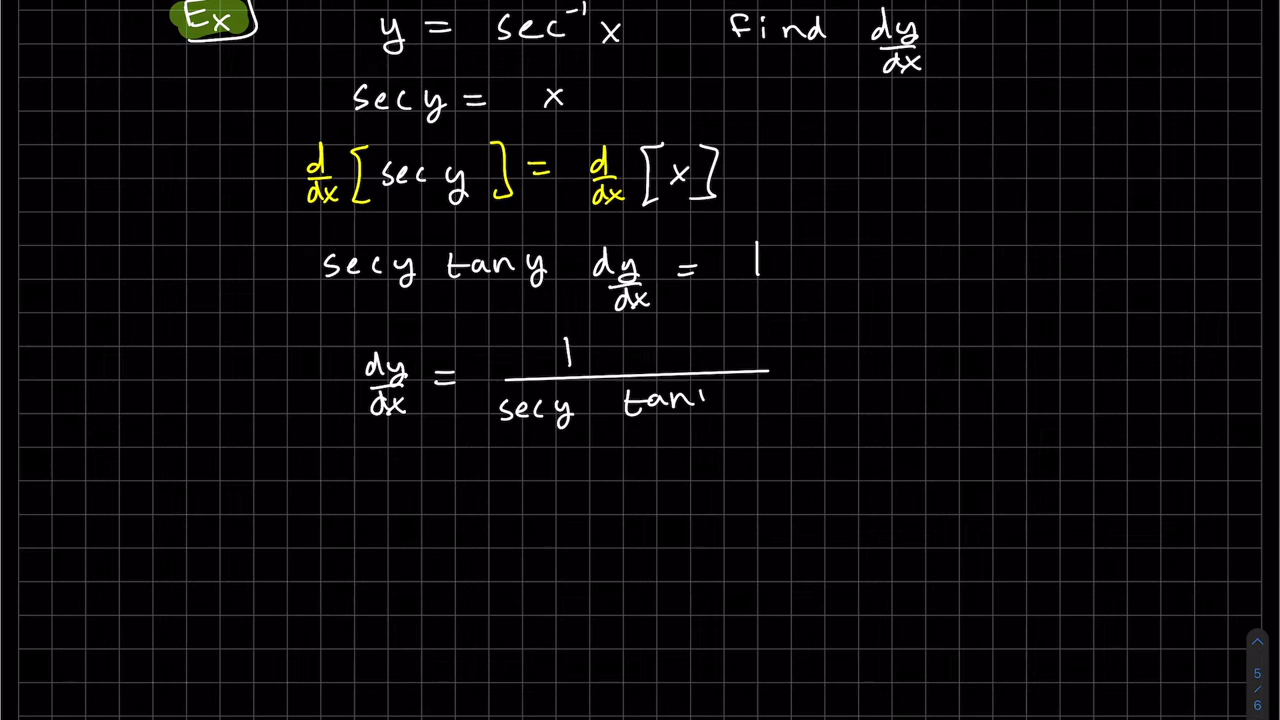 Ex y = sec⁻¹ x Find dy/dx
sec y = x
d/dx [sec y] = d/dx [x]
sec y tan y dy/dx = 1
dy/dx = 1/(sec y tan
5 / 6